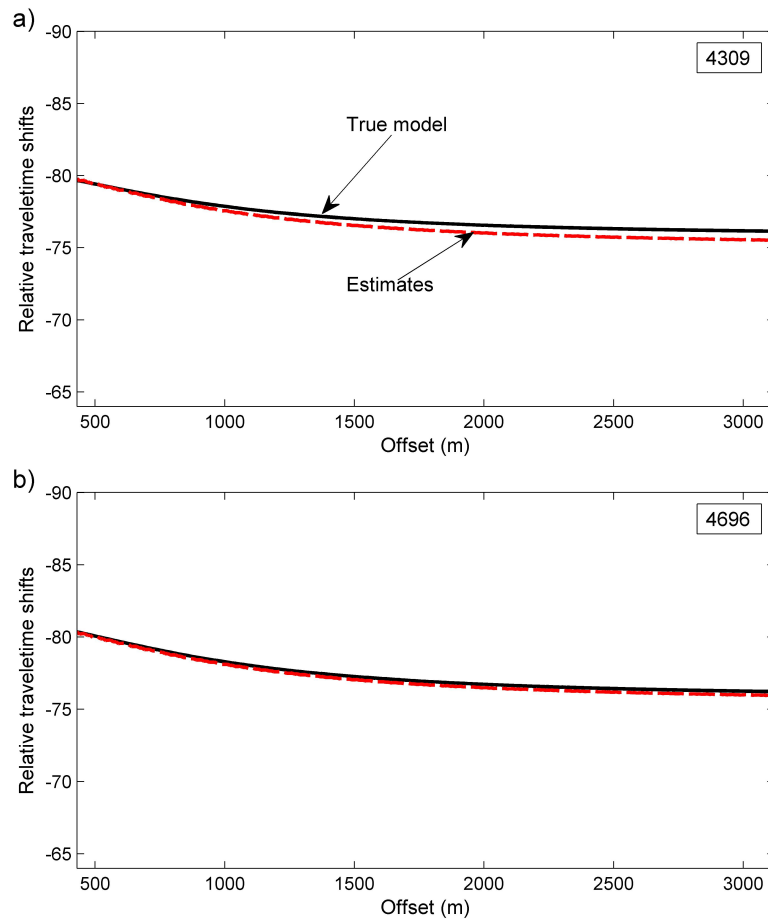 a)
4309
-90
-85
-80
-75
-70
-65
Relative traveletime shifts
True model
Estimates
500 1000 1500 2000 2500 3000
Offset (m)
b)
4696
-90
-85
-80
-75
-70
-65
Relative traveletime shifts
500 1000 1500 2000 2500 3000
Offset (m)